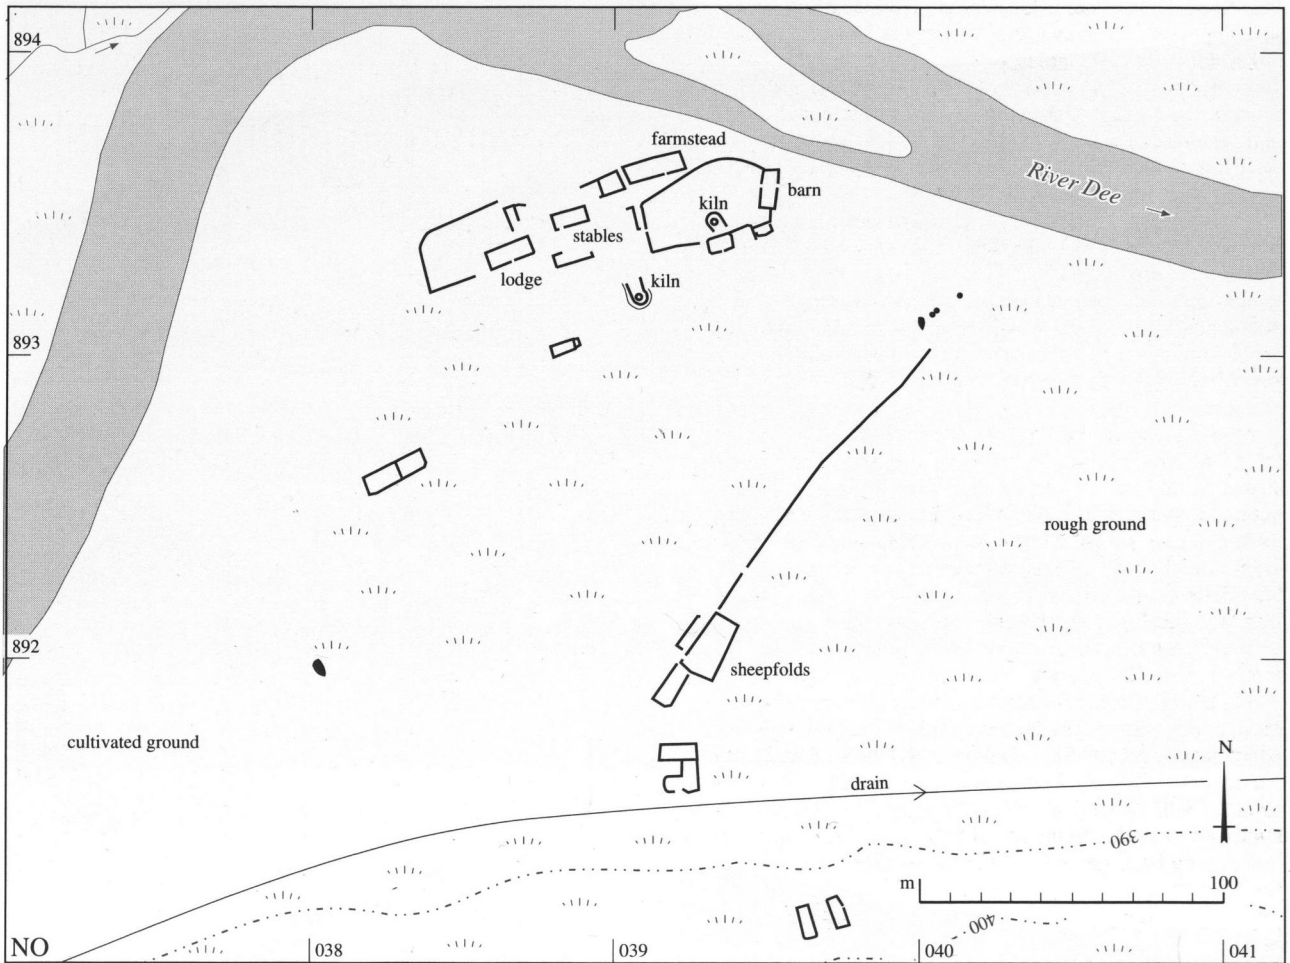 894
farmstead
River Dee
barn
kiln
stables
lodge
kiln
893
rough ground
892
sheepfolds
cultivated ground
N
drain
390
m
100
400
NO
038
039
040
041